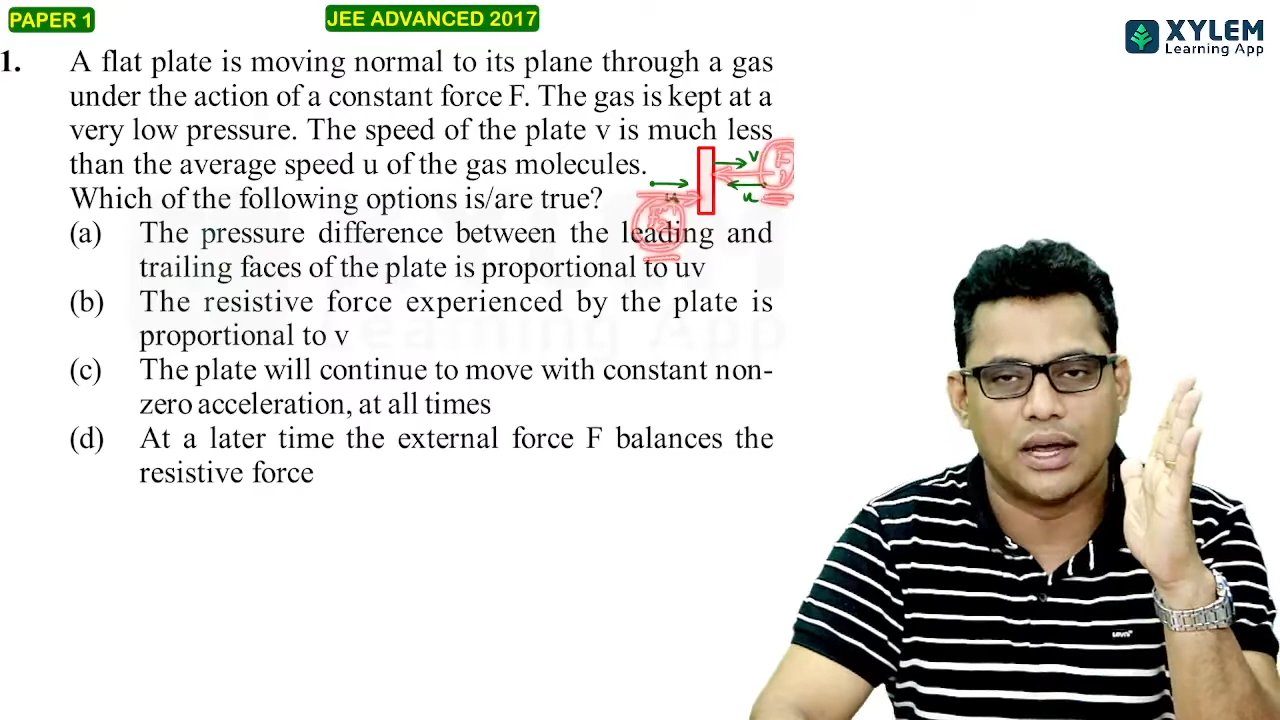 PAPER 1
JEE ADVANCED 2017
XYLEM
Learning App
1. A flat plate is moving normal to its plane through a gas
under the action of a constant force F. The gas is kept at a
very low pressure. The speed of the plate v is much less
than the average speed u of the gas molecules.
v
u
Which of the following options is/are true?
(a) The pressure difference between the leading and
trailing faces of the plate is proportional to uv
(b) The resistive force experienced by the plate is
proportional to v
(c) The plate will continue to move with constant non-
zero acceleration, at all times
(d) At a later time the external force F balances the
resistive force
Learning App